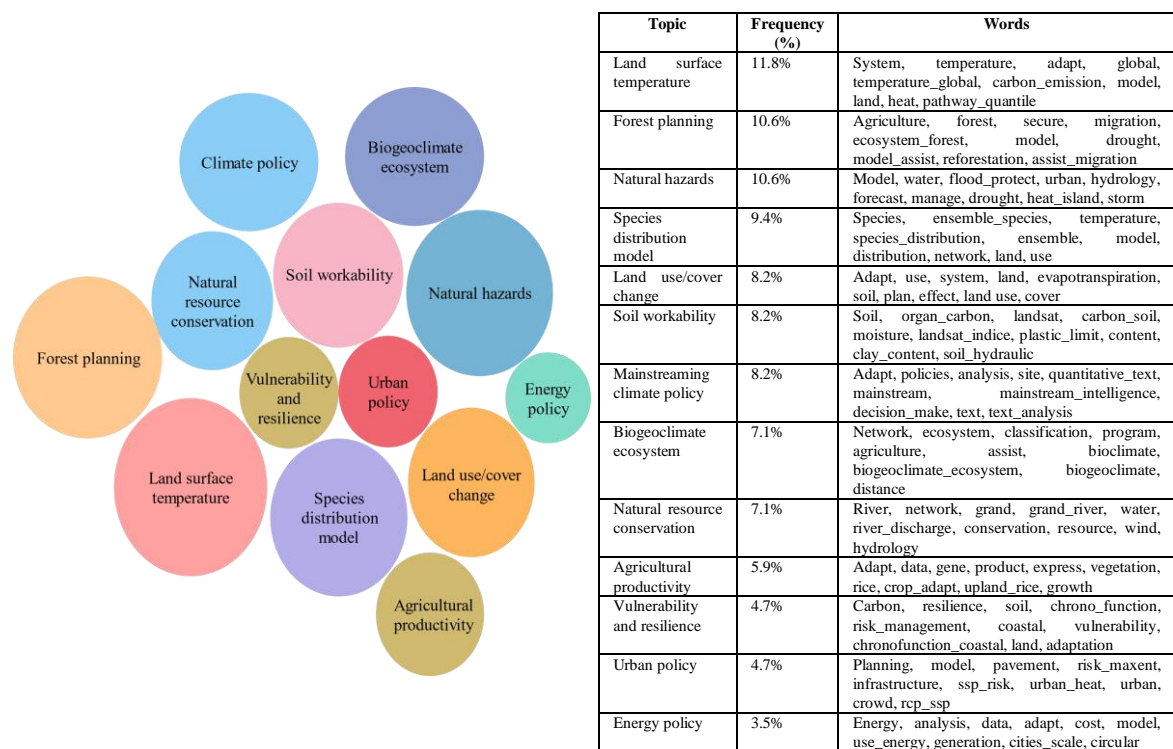 Climate policy
Biogeoclimate
ecosystem
Natural
resource
conservation
Soil workability
Natural hazards
Forest planning
Vulnerability
and
resilience
Urban
policy
Energy
policy
Land surface
temperature
Species
distribution
model
Land use/cover
change
Agricultural
productivity
Topic Frequency Words
(%)
Land surface 11.8% System, temperature, adapt, global,
temperature temperature_global, carbon_emission, model,
land, heat, pathway_quantile
Forest planning 10.6% Agriculture, forest, secure, migration,
ecosystem_forest, model, drought,
model_assist, reforestation, assist_migration
Natural hazards 10.6% Model, water, flood_protect, urban, hydrology,
forecast, manage, drought, heat_island, storm
Species 9.4% Species, ensemble_species, temperature,
distribution species_distribution, ensemble, model,
model distribution, network, land, use
Land use/cover 8.2% Adapt, use, system, land, evapotranspiration,
change soil, plan, effect, land use, cover
Soil workability 8.2% Soil, organ_carbon, landsat, carbon_soil,
moisture, landsat_indice, plastic_limit, content,
clay_content, soil_hydraulic
Mainstreaming 8.2% Adapt, policies, analysis, site, quantitative_text,
climate policy mainstream, mainstream_intelligence,
decision_make, text, text_analysis
Biogeoclimate 7.1% Network, ecosystem, classification, program,
ecosystem agriculture, assist, bioclimate,
biogeoclimate_ecosystem, biogeoclimate,
distance
Natural resource 7.1% River, network, grand, grand_river, water,
conservation river_discharge, conservation, resource, wind,
hydrology
Agricultural 5.9% Adapt, data, gene, product, express, vegetation,
productivity rice, crop_adapt, upland_rice, growth
Vulnerability 4.7% Carbon, resilience, soil, chrono_function,
and resilience risk_management, coastal, vulnerability,
chronofunction_coastal, land, adaptation
Urban policy 4.7% Planning, model, pavement, risk_maxent,
infrastructure, ssp_risk, urban_heat, urban,
crowd, rcp_ssp
Energy policy 3.5% Energy, analysis, data, adapt, cost, model,
use_energy, generation, cities_scale, circular